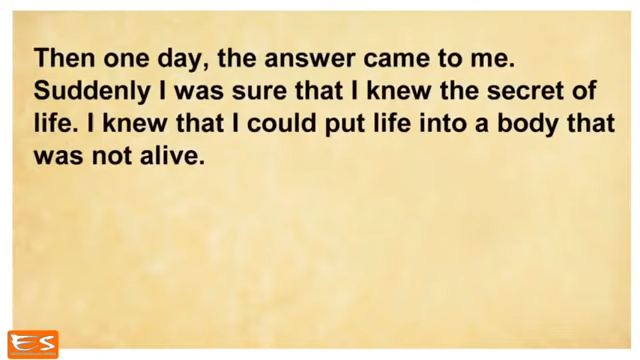 Then one day, the answer came to me.
Suddenly I was sure that I knew the secret of
life. I knew that I could put life into a body that
was not alive.
ES